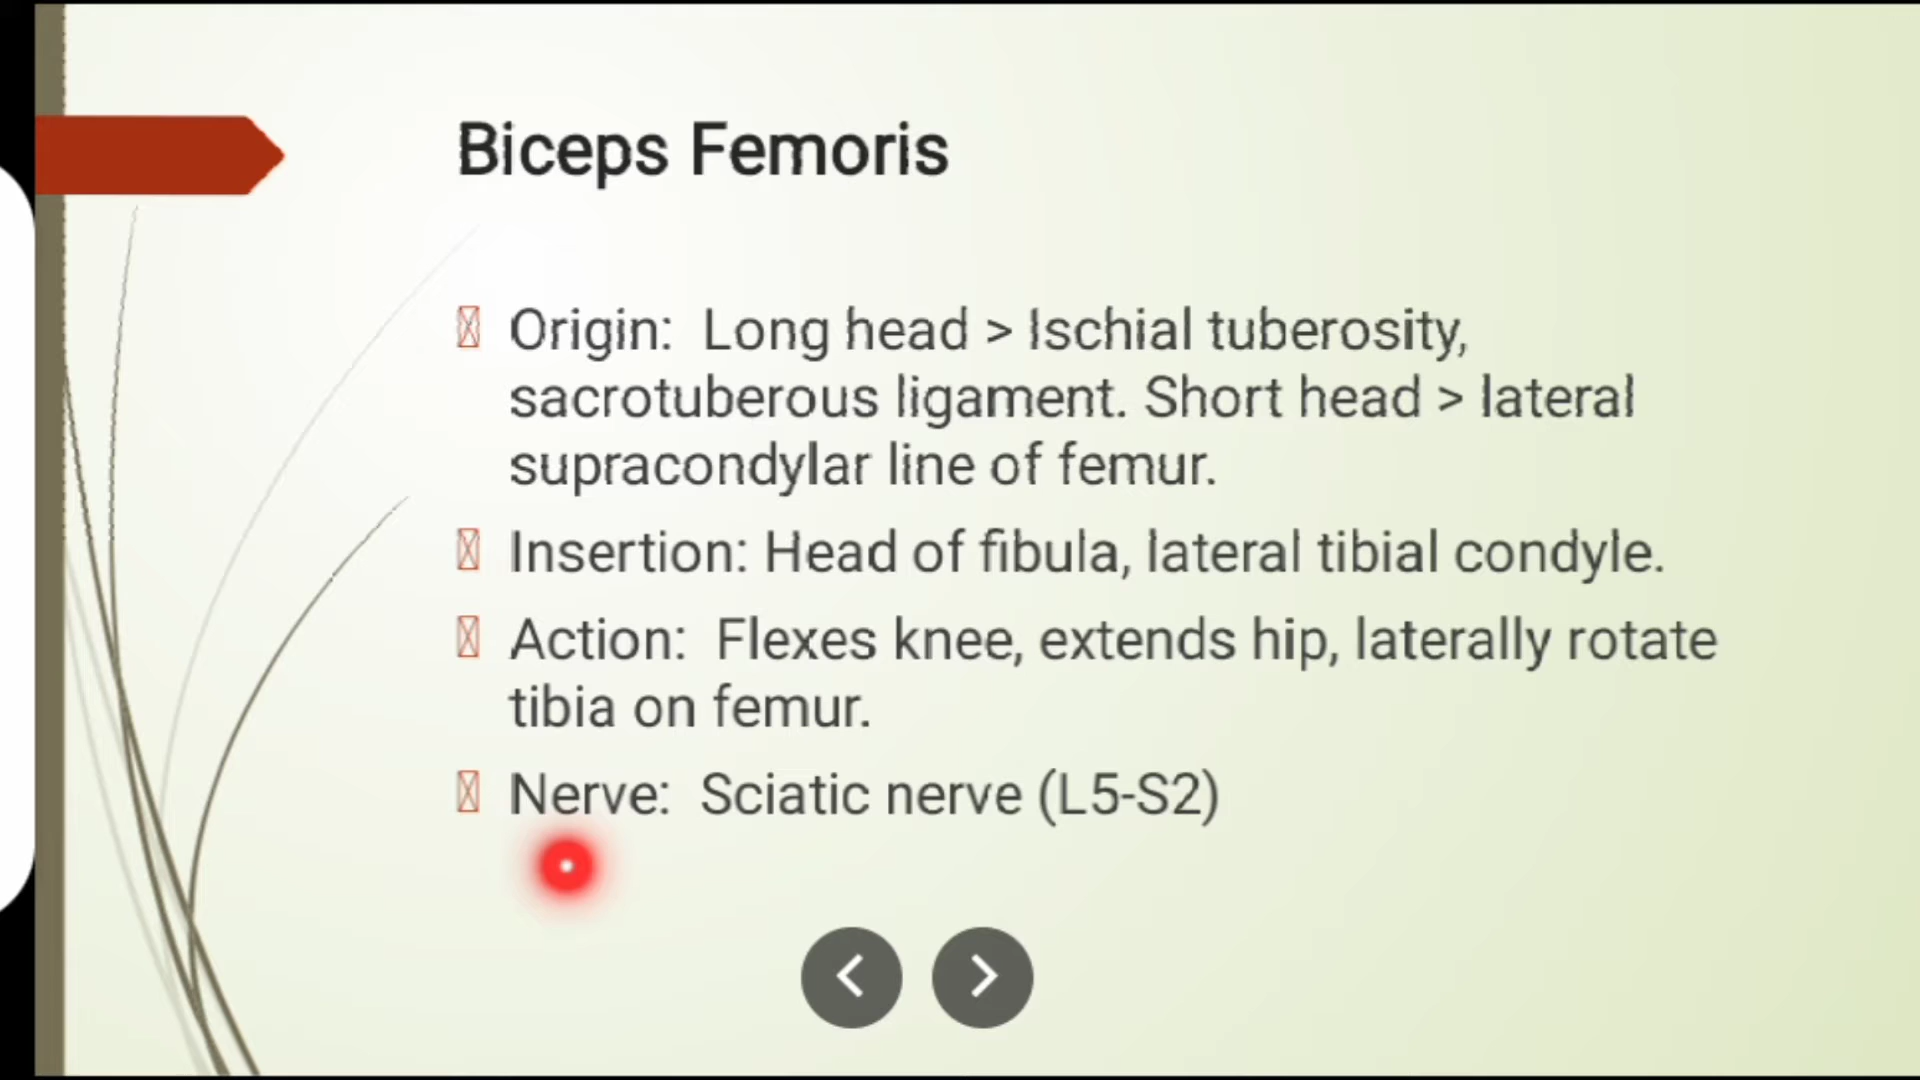 Biceps Femoris
Origin:  Long head > Ischial tuberosity,
sacrotuberous ligament. Short head > lateral
supracondylar line of femur.
Insertion: Head of fibula, lateral tibial condyle.
Action:  Flexes knee, extends hip, laterally rotate
tibia on femur.
Nerve:  Sciatic nerve (L5-S2)